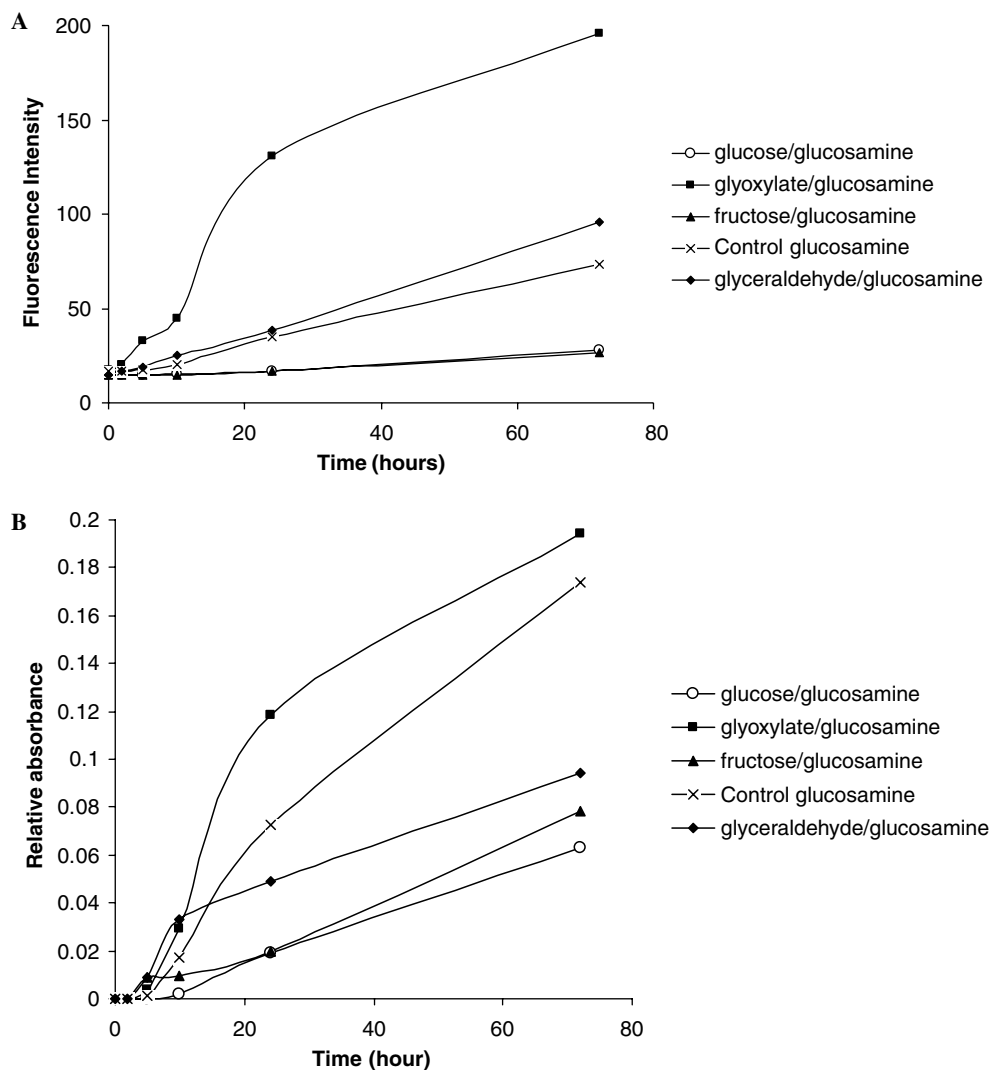 A
200
150
100
50
0
Fluorescence Intensity
0 20 40 60 80
Time (hours)
glucose/glucosamine
glyoxylate/glucosamine
fructose/glucosamine
Control glucosamine
glyceraldehyde/glucosamine
B
0.2
0.18
0.16
0.14
0.12
0.1
0.08
0.06
0.04
0.02
0
Relative absorbance
0 20 40 60 80
Time (hour)
glucose/glucosamine
glyoxylate/glucosamine
fructose/glucosamine
Control glucosamine
glyceraldehyde/glucosamine